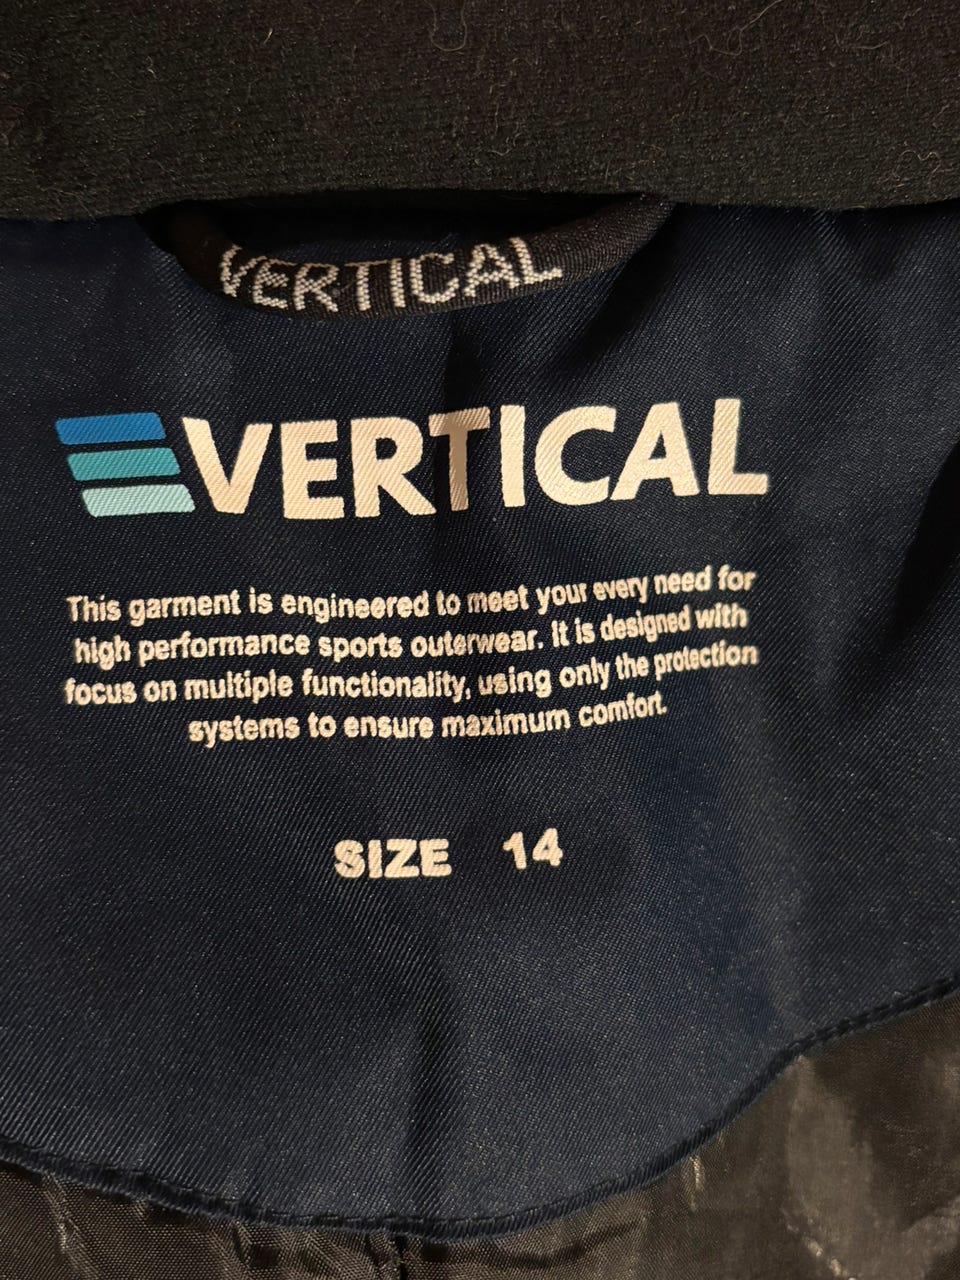 VERTICAL
VERTICAL
This garment is engineered to meet your every need for
high performance sports outerwear. It is designed with
focus on multiple functionality, using only the protection
systems to ensure maximum comfort.
SIZE 14